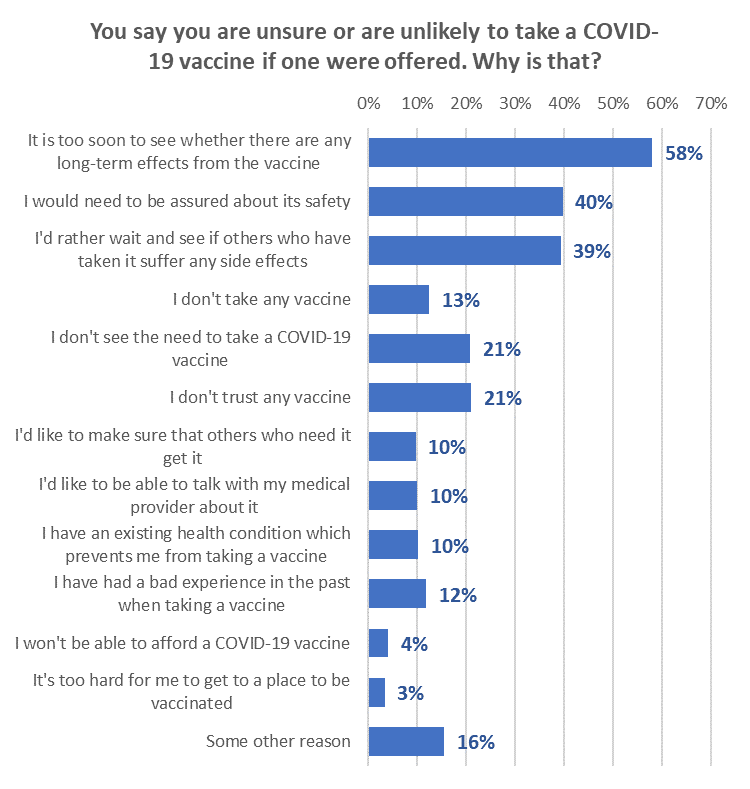 You say you are unsure or are unlikely to take a COVID-
19 vaccine if one were offered. Why is that?
0% 10% 20% 30% 40% 50% 60% 70%
It is too soon to see whether there are any
long-term effects from the vaccine
58%
I would need to be assured about its safety
40%
I'd rather wait and see if others who have
taken it suffer any side effects
39%
I don't take any vaccine
13%
I don't see the need to take a COVID-19
vaccine
21%
I don't trust any vaccine
21%
I'd like to make sure that others who need it
get it
10%
I'd like to be able to talk with my medical
provider about it
10%
I have an existing health condition which
prevents me from taking a vaccine
10%
I have had a bad experience in the past
when taking a vaccine
12%
I won't be able to afford a COVID-19 vaccine
4%
It's too hard for me to get to a place to be
vaccinated
3%
Some other reason
16%